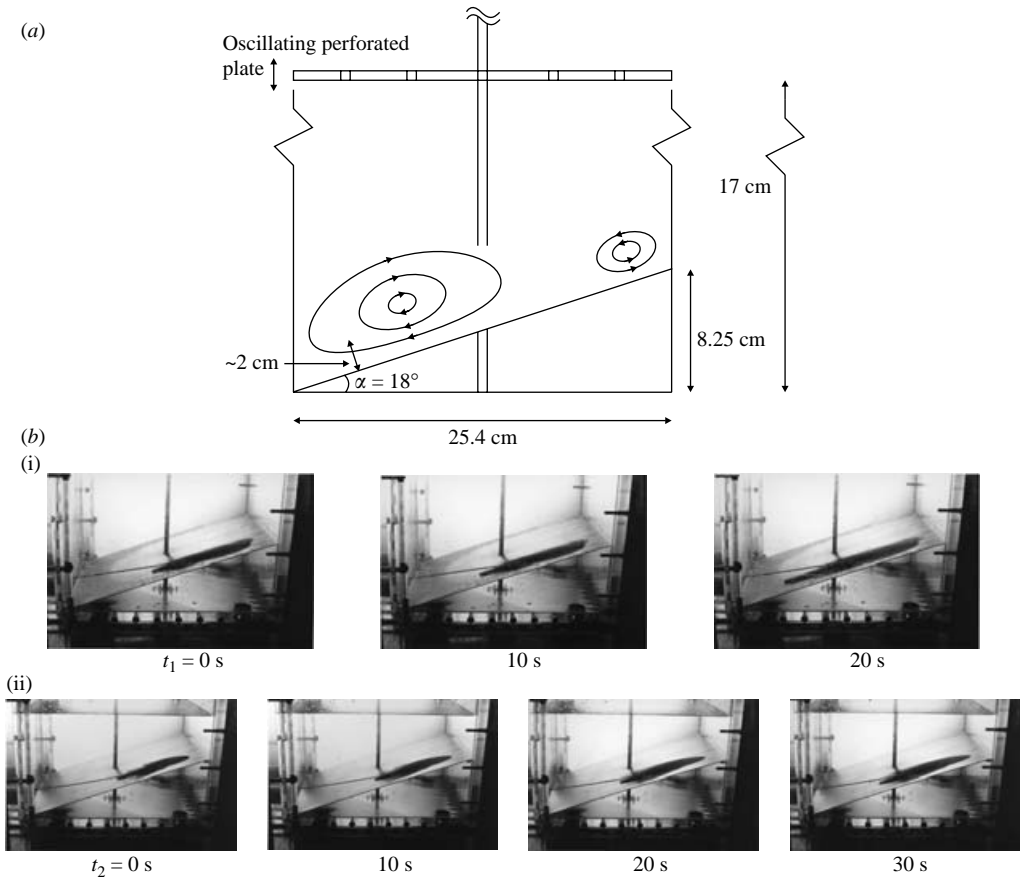 (a)
Oscillating perforated
plate
17 cm
8.25 cm
~2 cm
α = 18°
25.4 cm
(b)
(i)
t1 = 0 s
10 s
20 s
(ii)
t2 = 0 s
10 s
20 s
30 s